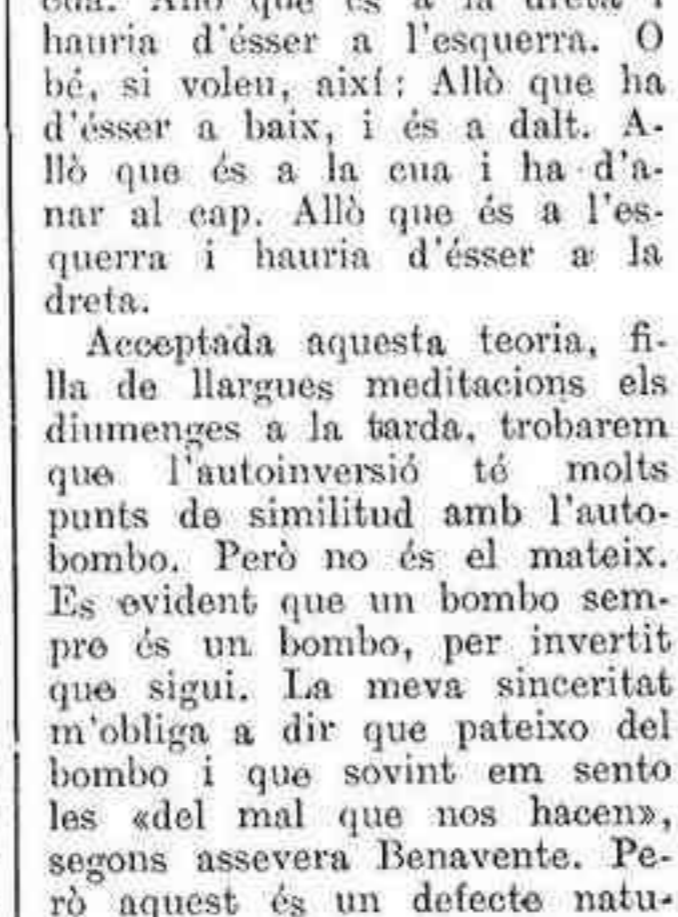 Allò que és a la dreta i
hauria d'ésser a l'esquerra. O
bé, si voleu, així: Allò que ha
d'ésser a baix, i és a dalt. A-
llò que és a la cua i ha d'a-
nar al cap. Allò que és a l'es-
querra i hauria d'ésser a la
dreta.
Acceptada aquesta teoria, fi-
lla de llargues meditacions els
diumenges a la tarda, trobarem
que l'autoinversió té molts
punts de similitud amb l'auto-
bombo. Però no és el mateix.
Es evident que un bombo sem-
pre és un bombo, per invertit
que sigui. La meva sinceritat
m'obliga a dir que pateixo del
bombo i que sovint em sento
les «del mal que nos hacen»,
segons assevera Benavente. Pe-
rò aquest és un defecte natu-